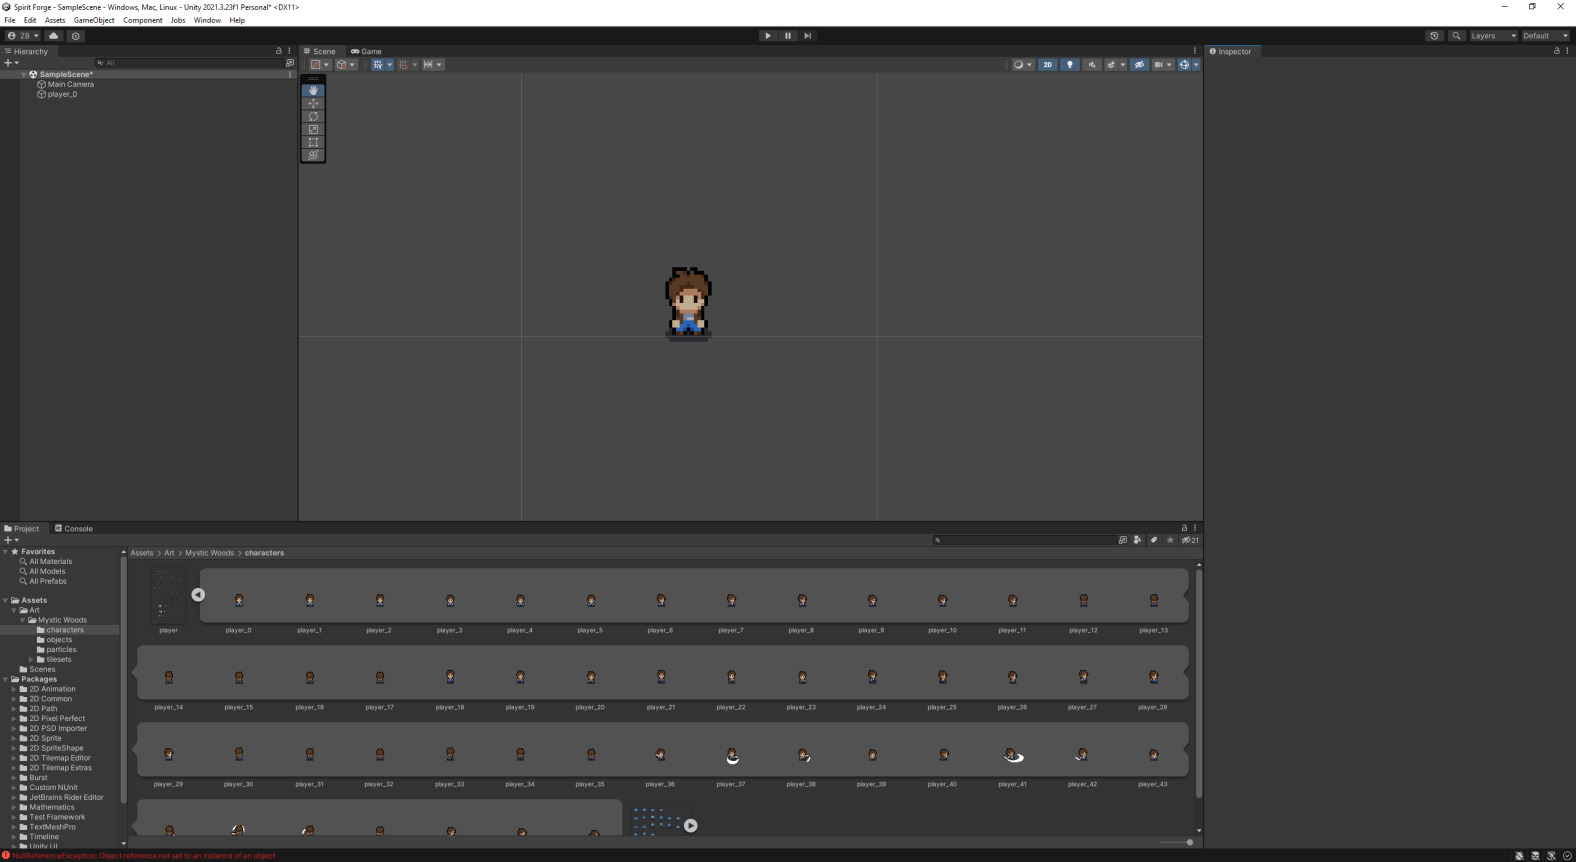 Spirit Forge - SampleScene - Windows, Mac, Linux - Unity 2021.3.23f1 Personal* <DX11>
File Edit Assets GameObject Component Jobs Window Help
ZB Layers Default
Hierarchy
All
SampleScene*
Main Camera
player_0
Scene Game
2D
Inspector
Project Console
21
Favorites
All Materials
All Models
All Prefabs
Assets
Art
Mystic Woods
characters
objects
particles
tilesets
Scenes
Packages
2D Animation
2D Common
2D Path
2D Pixel Perfect
2D PSD Importer
2D Sprite
2D SpriteShape
2D Tilemap Editor
2D Tilemap Extras
Burst
Custom NUnit
JetBrains Rider Editor
Mathematics
Test Framework
TextMeshPro
Timeline
Unity UI
Assets > Art > Mystic Woods > characters
player player_0 player_1 player_2 player_3 player_4 player_5 player_6 player_7 player_8 player_9 player_10 player_11 player_12 player_13
player_14 player_15 player_16 player_17 player_18 player_19 player_20 player_21 player_22 player_23 player_24 player_25 player_26 player_27 player_28
player_29 player_30 player_31 player_32 player_33 player_34 player_35 player_36 player_37 player_38 player_39 player_40 player_41 player_42 player_43
NullReferenceException: Object reference not set to an instance of an object